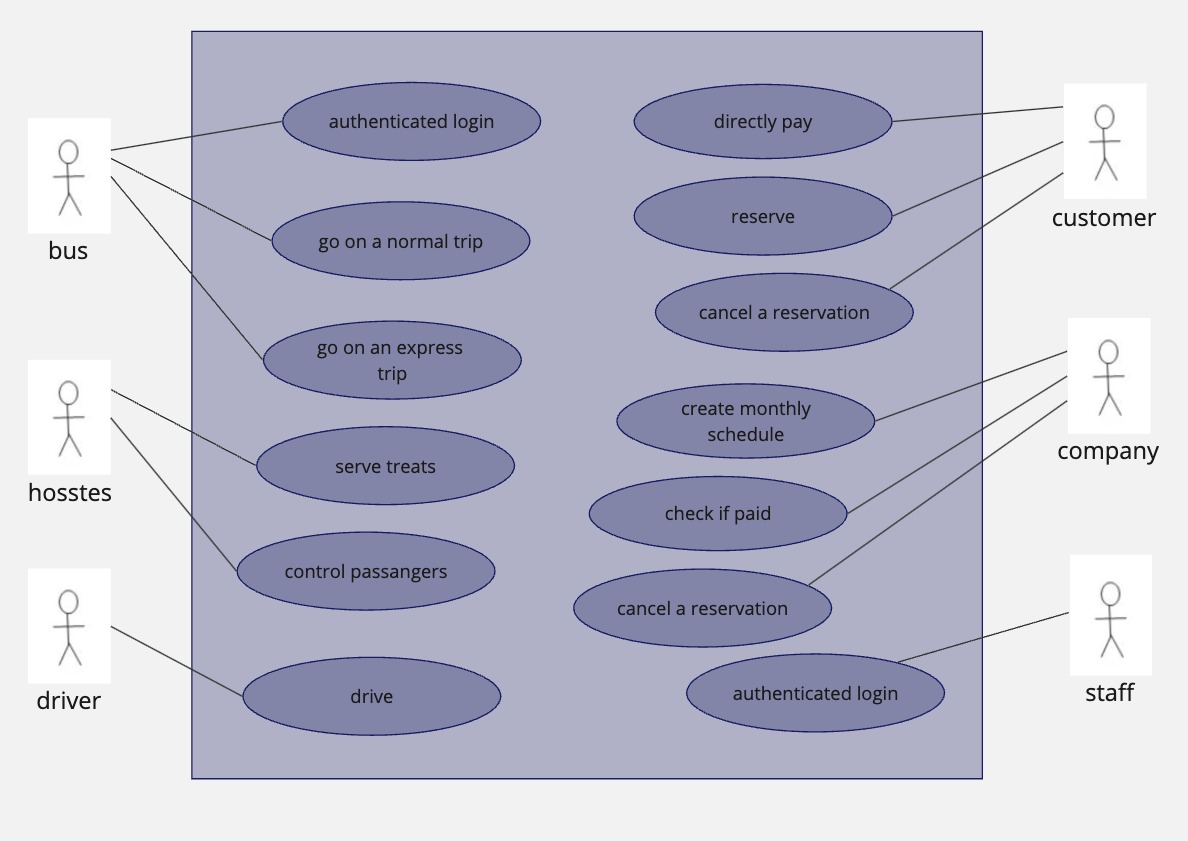 authenticated login
directly pay
bus
go on a normal trip
reserve
customer
go on an express
trip
cancel a reservation
hosstes
serve treats
create monthly
schedule
company
control passangers
check if paid
cancel a reservation
driver
drive
authenticated login
staff